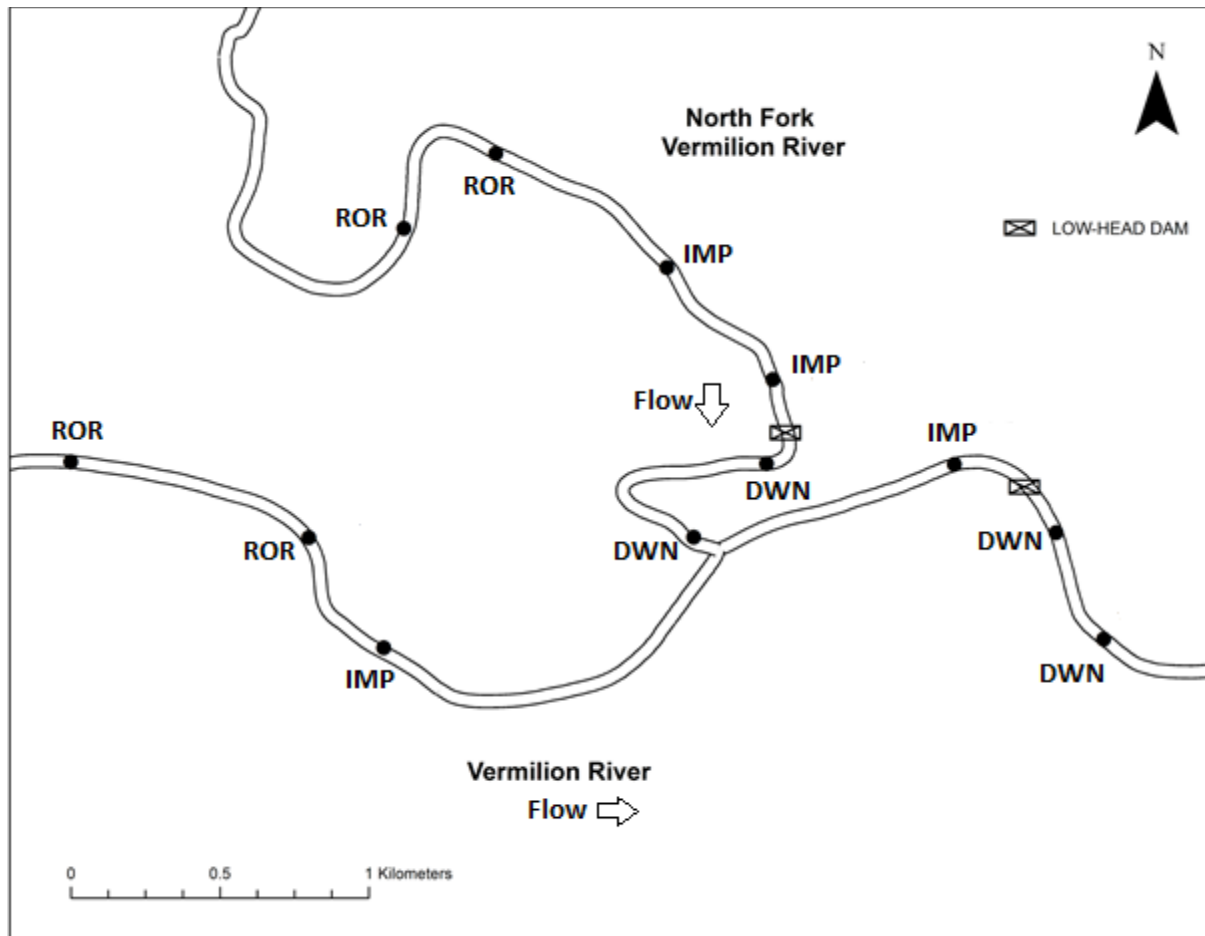 N
North Fork
Vermilion River
ROR
ROR
LOW-HEAD DAM
IMP
IMP
Flow
ROR
IMP
DWN
ROR
DWN
DWN
IMP
DWN
Vermilion River
Flow
0
0.5
1 Kilometers